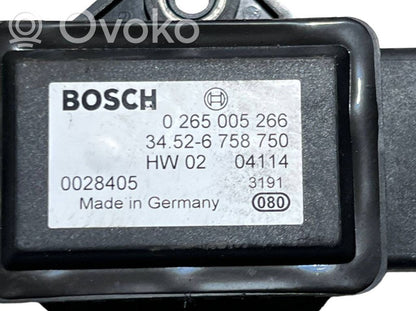 Ovoko
BOSCH
0 265 005 266
34.52-6 758 750
HW 02 04114
0028405 3191
Made in Germany 080